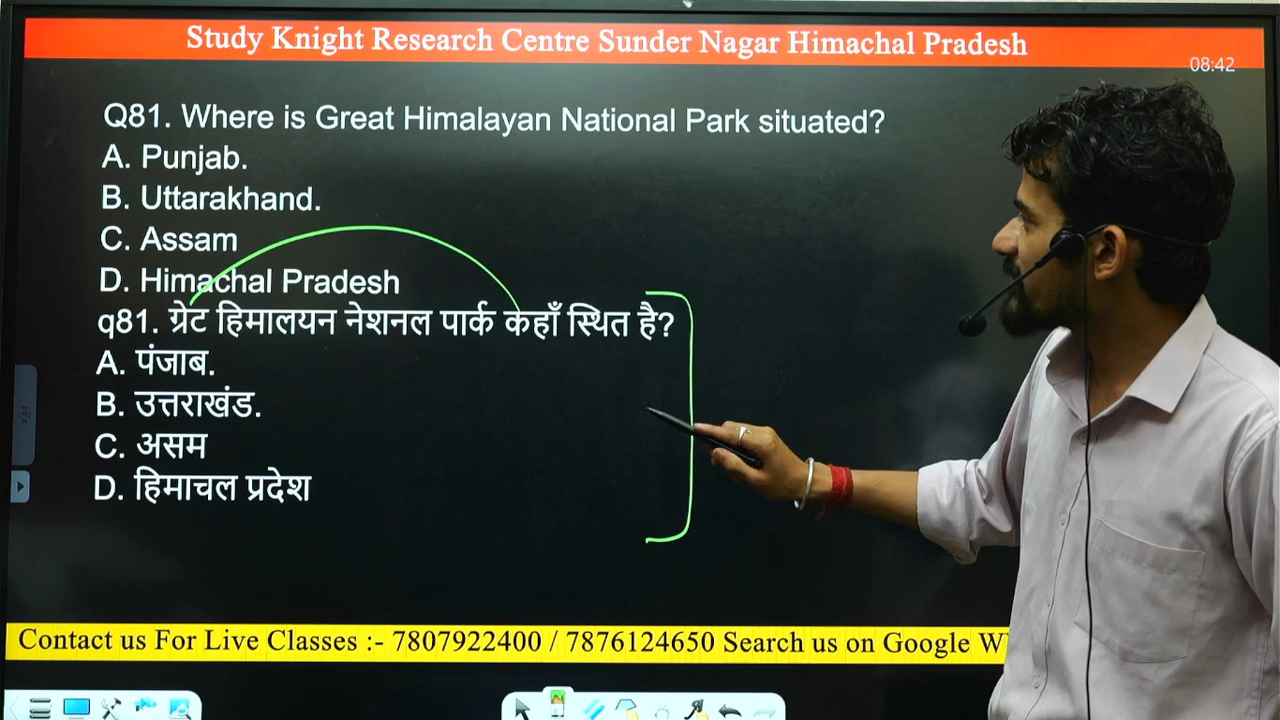 Study Knight Research Centre Sunder Nagar Himachal Pradesh
08:42
Q81. Where is Great Himalayan National Park situated?
A. Punjab.
B. Uttarakhand.
C. Assam
D. Himachal Pradesh
q81. ग्रेट हिमालयन नेशनल पार्क कहाँ स्थित है?
A. पंजाब.
B. उत्तराखंड.
C. असम
D. हिमाचल प्रदेश
Contact us For Live Classes :- 7807922400 / 7876124650 Search us on Google